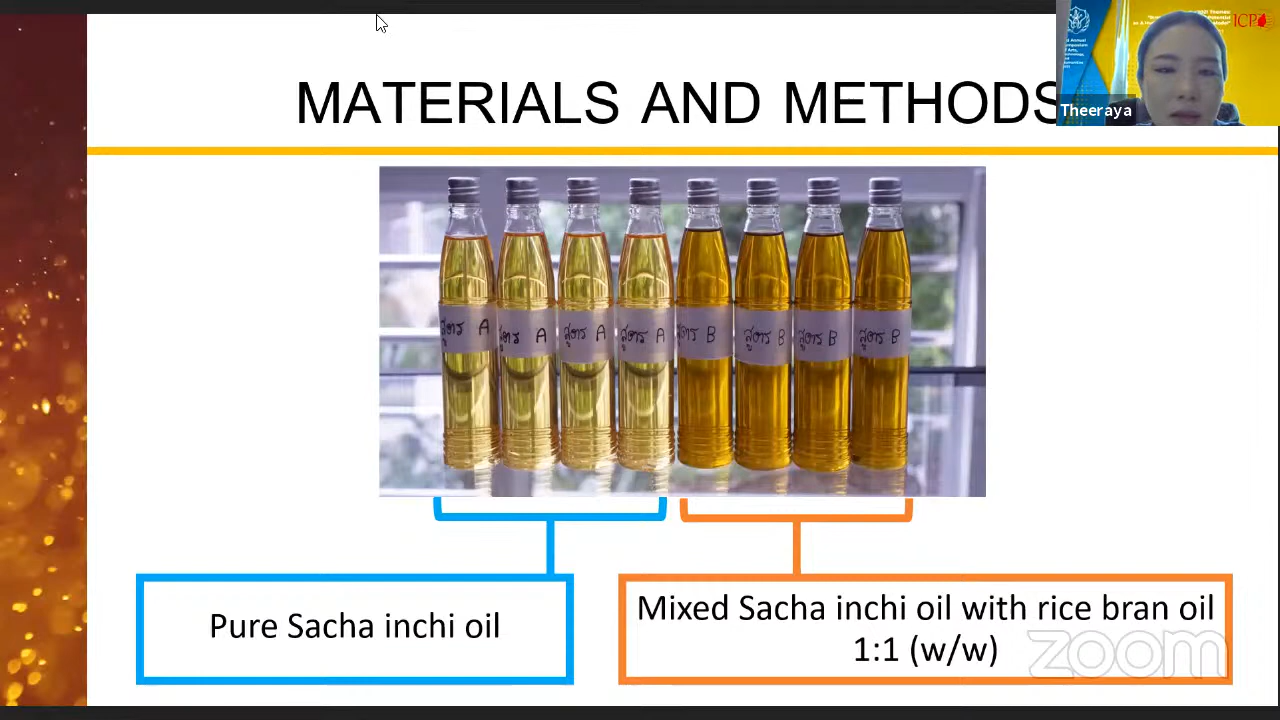 MATERIALS AND METHODS
Theeraya
ICPO
สูตร A
สูตร A
สูตร A
สูตร A
สูตร B
สูตร B
สูตร B
สูตร B
Pure Sacha inchi oil
Mixed Sacha inchi oil with rice bran oil
1:1 (w/w)
zoom